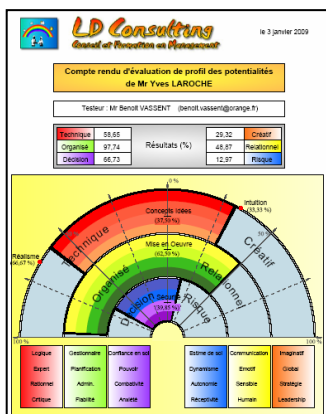 LD Consulting
Conseil et Formation en Management
le 3 janvier 2009
Compte rendu d'évaluation de profil des potentialités
de Mr Yves LAROCHE
Testeur : Mr Benoit VASSENT (benoit.vassent@orange.fr)
Technique 58,65 Résultats (%) 29,32 Créatif
Organisé 97,74 48,87 Relationnel
Décision 66,73 12,97 Risque
0 %
Intuition
(33,33 %)
Réalisme
(66,67 %)
Technique
Concepts Idées
(37,50 %)
Créatif
50
Mise en Oeuvre
(62,50 %)
Organisé
Relationnel
Décision
Risque
100 %
100 %
Logique Gestionnaire Confiance en soi Estime de soi Communication Imaginatif
Expert Planification Pouvoir Dynamisme Emotif Global
Rationnel Admin. Combativité Autonomie Sensible Stratégie
Critique Fiabilité Anxiété Réceptivité Humain Leadership